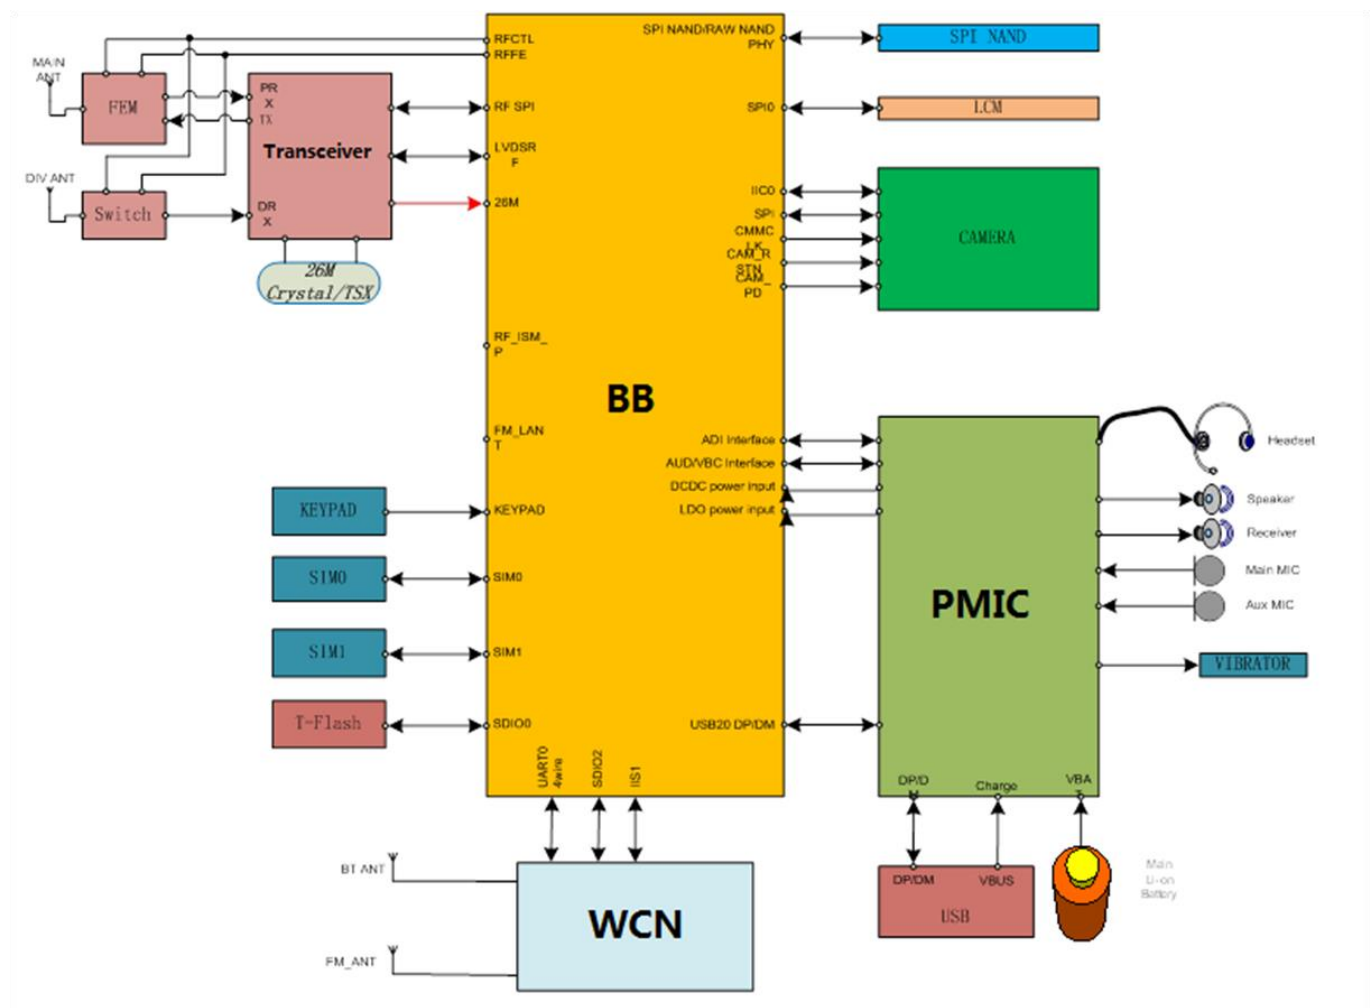 RFCTL
RFFE
SPI NAND/RAW NAND
PHY
SPI NAND
MAIN
ANT
FEM
PR
X
TX
Transceiver
RF SPI
SPI0
LCM
LVDSR
F
DIV ANT
Switch
DR
X
26M
26M
Crystal/TSX
IIC0
SPI
CMMC
LK
CAM_R
STN
CAM_
PD
CAMERA
RF_ISM_
P
BB
FM_LAN
T
ADI Interface
AUD/VBC Interface
DCDC power input
LDO power input
Headset
Speaker
Receiver
Main MIC
Aux MIC
PMIC
VIBRATOR
KEYPAD
KEYPAD
SIM0
SIM0
SIM1
SIM1
T-Flash
SDIO0
USB20 DP/DM
UART0
4wire
SDIO2
IIS1
DP/D
M
Charge
VBA
T
DP/DM
VBUS
USB
Main
Li-on
Battery
BT ANT
WCN
FM_ANT